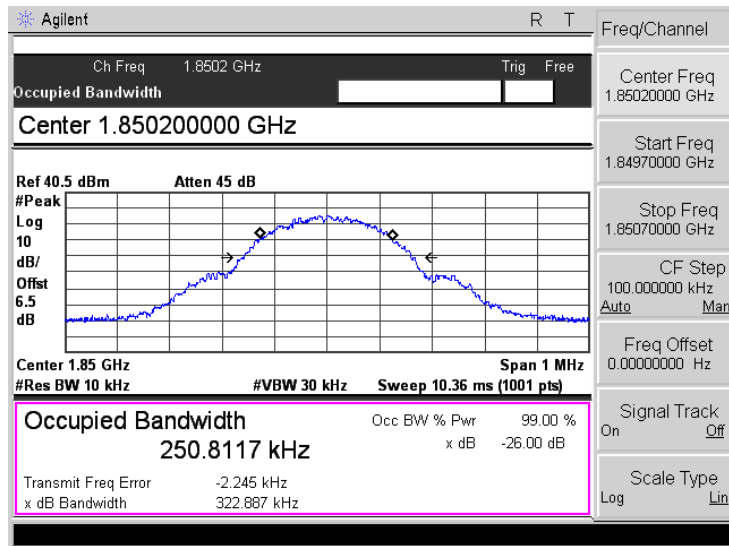 Agilent R T
Ch Freq 1.8502 GHz Trig Free
Occupied Bandwidth
Center 1.850200000 GHz
Ref 40.5 dBm Atten 45 dB
#Peak
Log
10
dB/
Offst
6.5
dB
Center 1.85 GHz Span 1 MHz
#Res BW 10 kHz #VBW 30 kHz Sweep 10.36 ms (1001 pts)
Occupied Bandwidth Occ BW % Pwr 99.00 %
250.8117 kHz x dB -26.00 dB
Transmit Freq Error -2.245 kHz
x dB Bandwidth 322.887 kHz
Freq/Channel
Center Freq
1.85020000 GHz
Start Freq
1.84970000 GHz
Stop Freq
1.85070000 GHz
CF Step
100.000000 kHz
Auto Man
Freq Offset
0.00000000 Hz
Signal Track
On Off
Scale Type
Log Lin